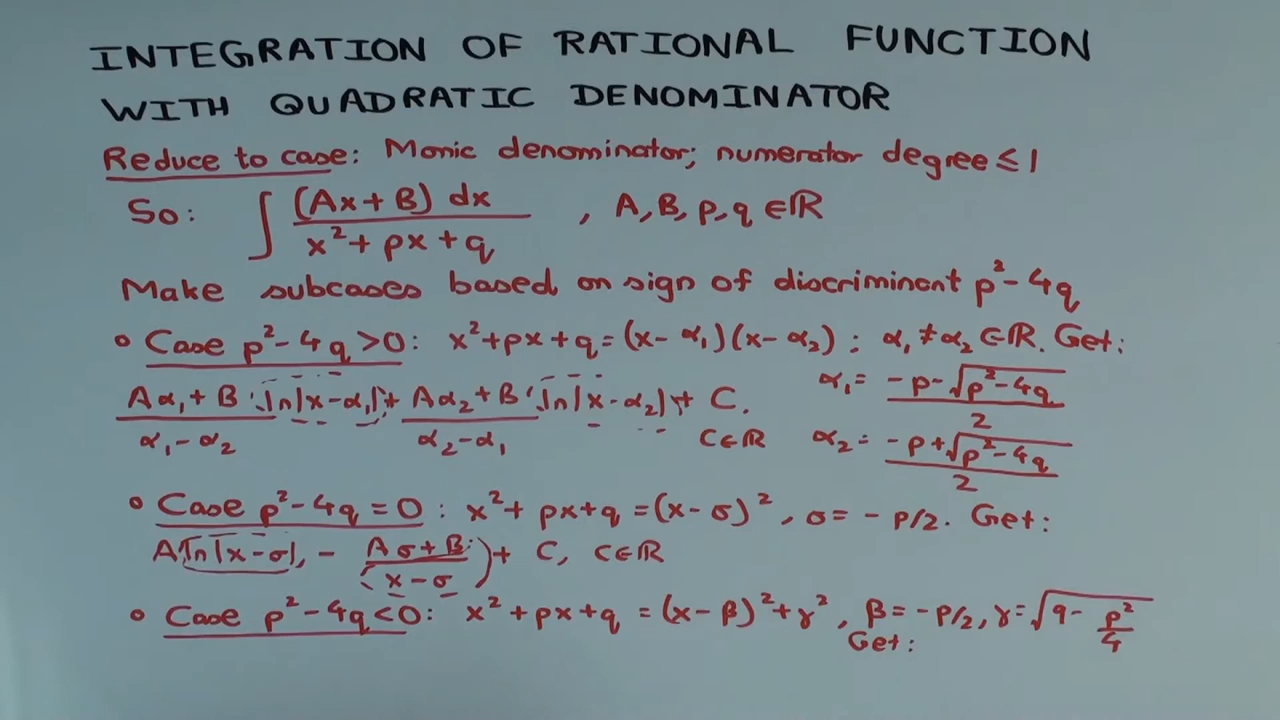 INTEGRATION OF RATIONAL FUNCTION
WITH QUADRATIC DENOMINATOR
Reduce to case: Monic denominator; numerator degree ≤ 1
So: ∫ (Ax+B) dx / x²+px+q , A, B, p, q ∈ ℝ
Make subcases based on sign of discriminant p²-4q
• Case p²-4q>0: x²+px+q=(x-α₁)(x-α₂); α₁≠α₂∈ℝ. Get:
Aα₁+B / α₁-α₂ ln|x-α₁| + Aα₂+B / α₂-α₁ ln|x-α₂| + C. C∈ℝ
α₁ = -p-√p²-4q / 2
α₂ = -p+√p²-4q / 2
• Case p²-4q=0: x²+px+q=(x-σ)², σ=-p/2. Get:
A ln|x-σ| - Aσ+B / x-σ + C, C∈ℝ
• Case p²-4q<0: x²+px+q=(x-β)²+γ², β=-p/2, γ=√q-p²/4
Get: